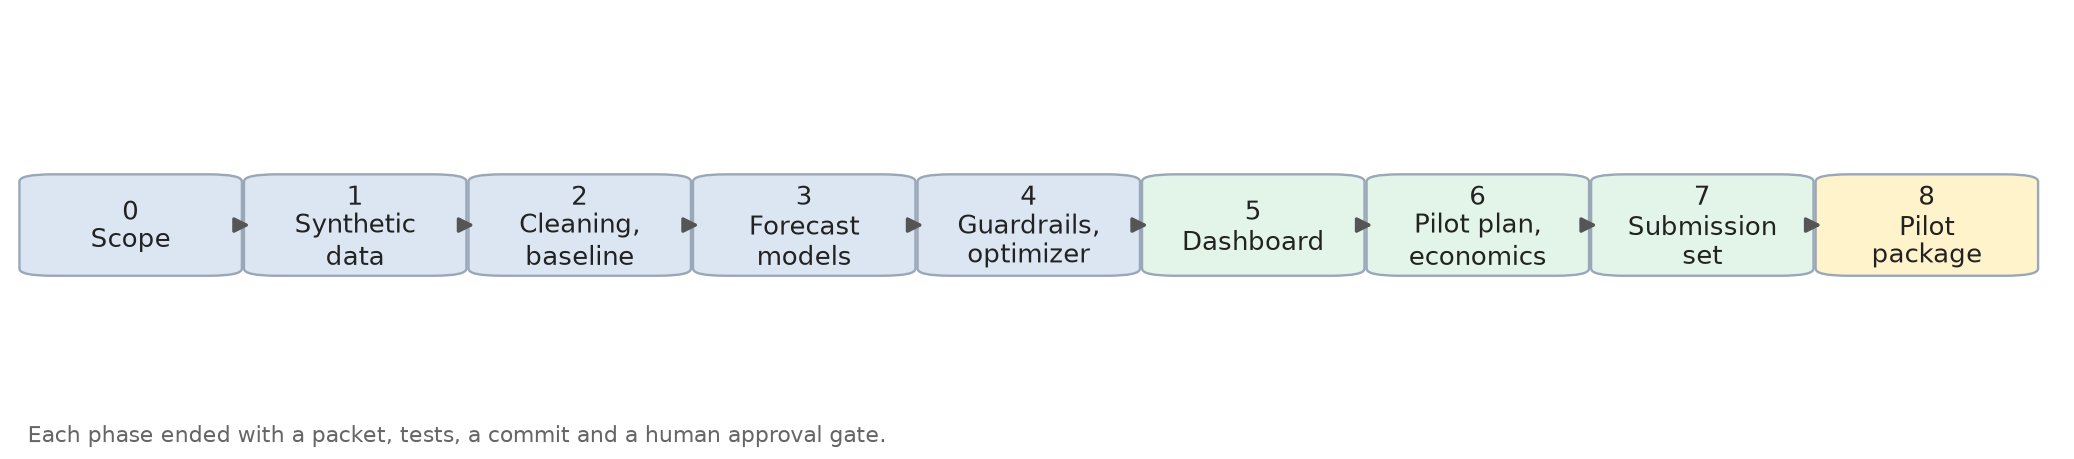 0
Scope
1
Synthetic
data
2
Cleaning,
baseline
3
Forecast
models
4
Guardrails,
optimizer
5
Dashboard
6
Pilot plan,
economics
7
Submission
set
8
Pilot
package
Each phase ended with a packet, tests, a commit and a human approval gate.